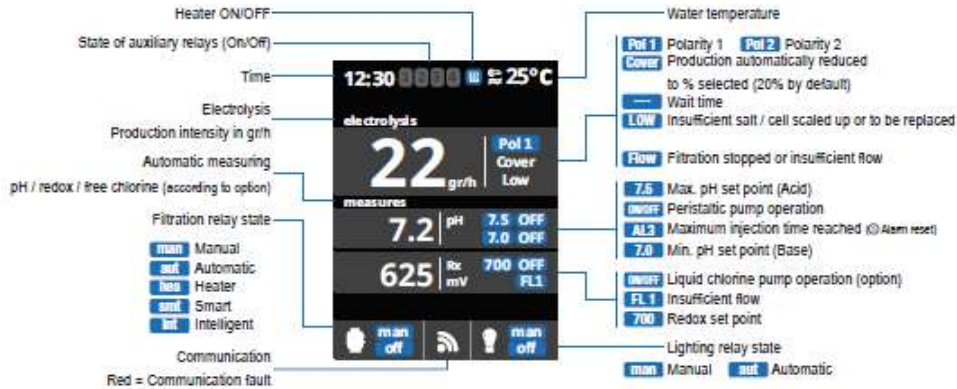 Heater ON/OFF
State of auxiliary relays (On/Off)
Time
Electrolysis
Production intensity in gr/h
Automatic measuring
pH / redox / free chlorine (according to option)
Filtration relay state
man Manual
aut Automatic
hea Heater
smt Smart
Int Intelligent
Communication
Red = Communication fault
12:30 1 2 3 4 25°C
electrolysis
22 gr/h
Pol 1
Cover
Low
measures
7.2 pH 7.5 OFF
7.0 OFF
625 Rx mV 700 OFF
FL1
man off
man off
Water temperature
Pol 1 Polarity 1 Pol 2 Polarity 2
Cover Production automatically reduced
to % selected (20% by default)
---- Wait time
LOW Insufficient salt / cell scaled up or to be replaced
Flow Filtration stopped or insufficient flow
7.5 Max. pH set point (Acid)
ON/OFF Peristaltic pump operation
AL3 Maximum injection time reached (Alarm reset)
7.0 Min. pH set point (Base)
ON/OFF Liquid chlorine pump operation (option)
FL 1 Insufficient flow
700 Redox set point
Lighting relay state
man Manual aut Automatic